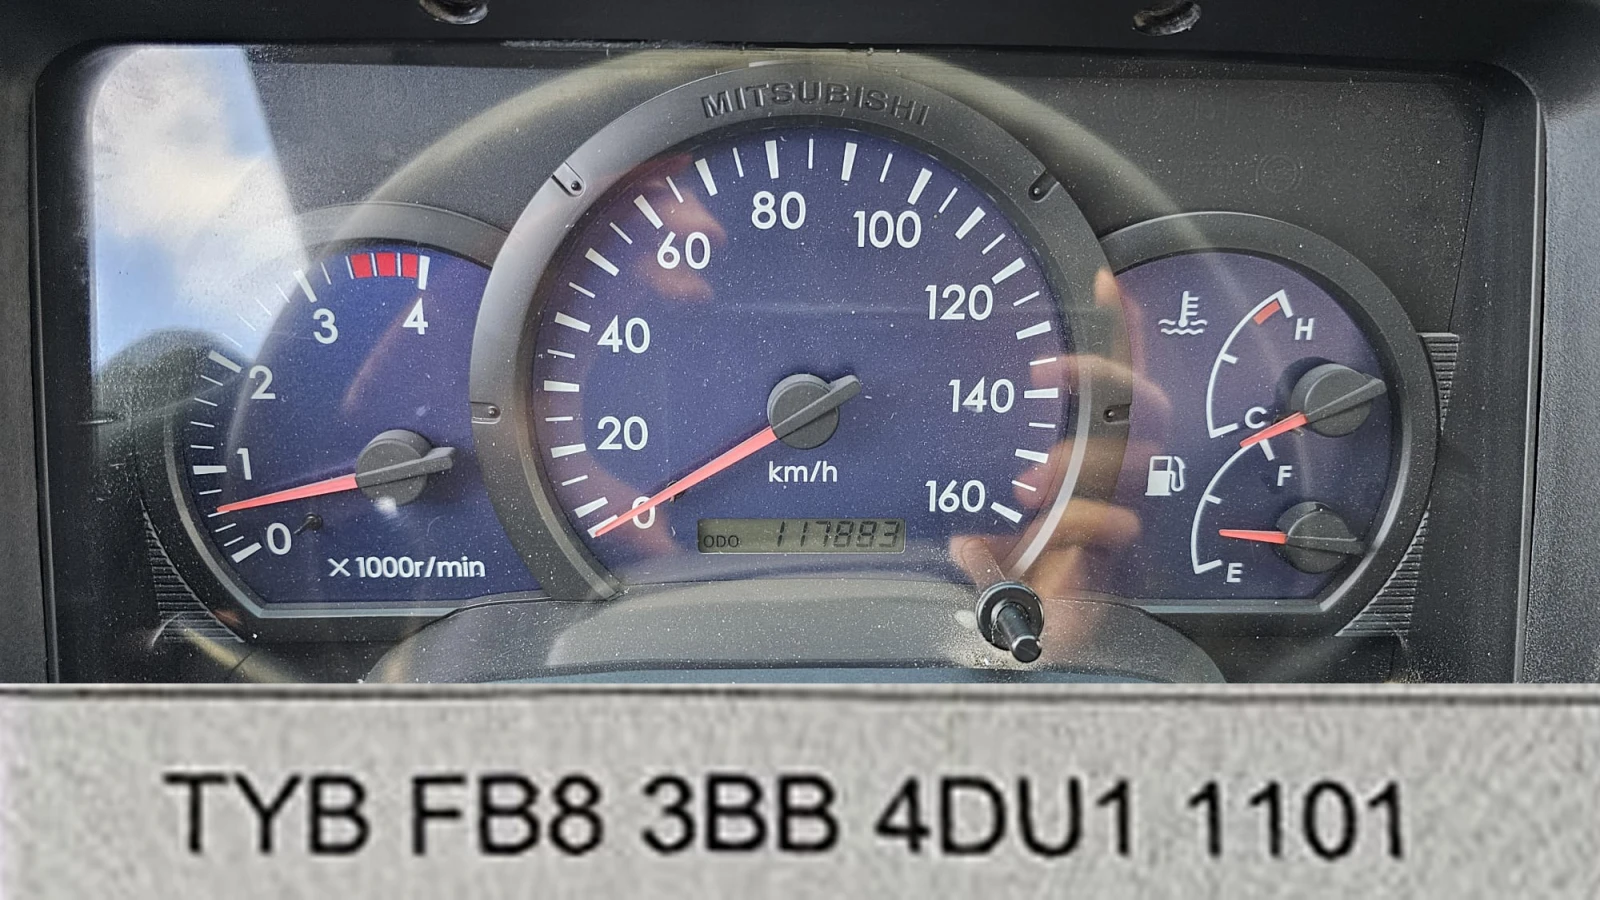 MITSUBISHI
0 1 2 3 4
×1000r/min
0 20 40 60 80 100 120 140 160
km/h
ODO 117883
H
C
F
E
TYB FB8 3BB 4DU1 1101